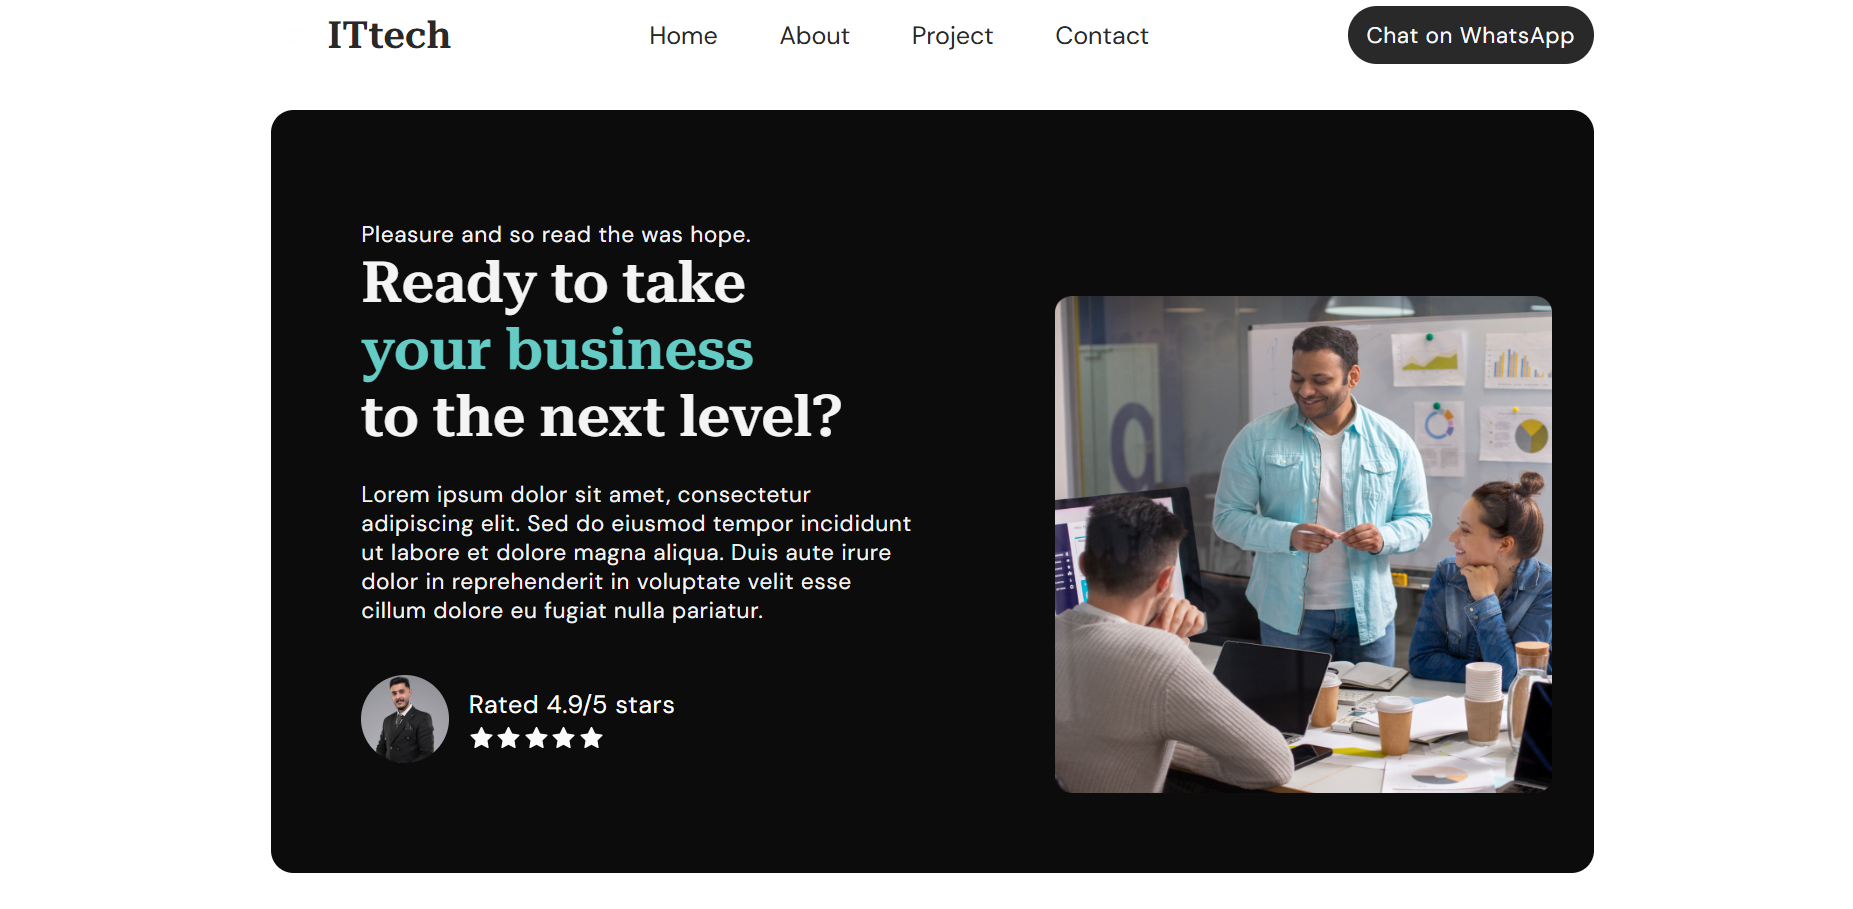 ITtech
Home
About
Project
Contact
Chat on WhatsApp
Pleasure and so read the was hope.
Ready to take
your business
to the next level?
Lorem ipsum dolor sit amet, consectetur
adipiscing elit. Sed do eiusmod tempor incididunt
ut labore et dolore magna aliqua. Duis aute irure
dolor in reprehenderit in voluptate velit esse
cillum dolore eu fugiat nulla pariatur.
Rated 4.9/5 stars